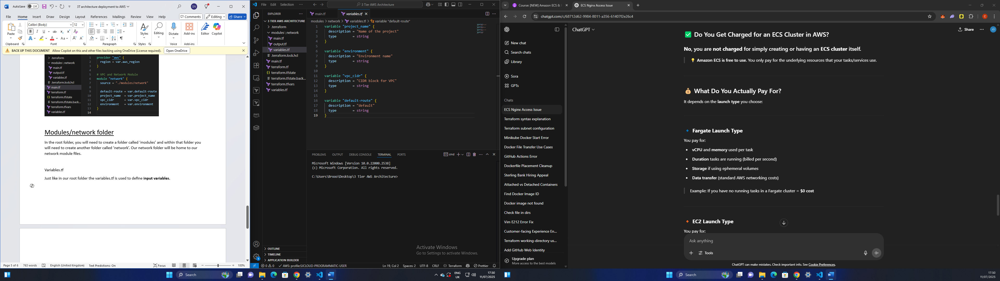 AutoSave Off 3T architecture deployment to AWS SN
File Home Insert Draw Design Layout References Mailings Review View Help Comments Editing Share
Calibri (Body) 12
Paste Styles Editing Dictate Add-ins Editor Copilot
Clipboard Font Paragraph Styles Voice Add-ins
BACK UP THIS DOCUMENT Allow Copilot on this and other files backing using OneDrive (License required). Open OneDrive
.terraform
modules\network
main.tf
output.tf
variables.tf
.terraform.lock.hcl
main.tf
terraform.tf
terraform.tfstate
terraform.tfstate.back...
terraform.tfvars
variables.tf
1 provider "aws" {
2 region = var.aws_region
3 }
4
5 # VPC and Network Module
6 module "network" {
7 source = "./modules/network"
8
9 default-route = var.default-route
10 project_name = var.project_name
11 vpc_cidr = var.vpc_cidr
12 environment = var.environment
13 }
14
Modules/network folder
In the root folder, you will need to create a folder called ‘modules’ and within that folder you
will need to create another folder called ‘network’. Our network folder will be home to our
network module files.
Variables.tf
Just like in our root folder the variables.tf is used to define input variables.
Page 5 of 6 763 words English (United Kingdom) Text Predictions: On Focus 100%
File Edit Selection ... 3 Tier AWS Architecture
EXPLORER
3 TIER AWS ARCHITECTURE
.terraform
modules\network
main.tf
output.tf
variables.tf
.terraform.lock.hcl
main.tf
terraform.tf
terraform.tfstate
terraform.tfstate.back...
terraform.tfvars
variables.tf
OUTLINE
TIMELINE
APPLICATION BUILDER
aws
1
main.tf variables.tf
modules > network > variables.tf > variable "default-route"
1 variable "project_name" {
2 description = "Name of the project"
3 type = string
4 }
5
6 variable "environment" {
7 description = "Environment name"
8 type = string
9 }
10
11 variable "vpc_cidr" {
12 description = "CIDR block for VPC"
13 type = string
14 }
15
16 variable "default-route" {
17 description = "default"
18 type = string
19 }
PROBLEMS OUTPUT DEBUG CONSOLE TERMINAL PORTS cmd
Microsoft Windows [Version 10.0.22000.2538]
(c) Microsoft Corporation. All rights reserved.
C:\Users\Brooo\Desktop\3 Tier AWS Architecture>
Activate Windows
Go to Settings to activate Windows.
0 0 AWS: profile:SJCLOUD-PROGRAMMATIC-USER Ln 19, Col 2 Spaces: 2 UTF-8 CRLF {} Terraform Prettier
Search ENG UK 17:50 11/07/2025
Course: [NEW] Amazon ECS & ECS Nginx Access Issue
chatgpt.com/c/68712d62-9984-8011-a356-61407f2e26c4 C
New chat
Search chats
Library
Sora
GPTs
Chats
ECS Nginx Access Issue
Terraform syntax explanation
Terraform subnet configuration
Minikube Docker Start Error
Docker File Transfer Use Cases
GitHub Actions Error
Dockerfile Placement Cleanup
Sterling Bank Hiring Appeal
Attached vs Detached Containers
Find Docker Image ID
Docker image not found
Check file in dirs
Vim E212 Error Fix
Customer-facing Experience En...
Terraform working-directory us...
Add GitHub Web Identity
Upgrade plan
More access to the best models
ChatGPT Share JO
Do You Get Charged for an ECS Cluster in AWS?
No, you are not charged for simply creating or having an ECS cluster itself.
Amazon ECS is free to use. You only pay for the underlying resources that your tasks/services use.
What Do You Actually Pay For?
It depends on the launch type you choose:
Fargate Launch Type
You pay for:
• vCPU and memory used per task
• Duration tasks are running (billed per second)
• Storage if using ephemeral volumes
• Data transfer (standard AWS networking costs)
Example: If you have no running tasks in a Fargate cluster = $0 cost
EC2 Launch Type
You pay for:
Ask anything
Tools
ChatGPT can make mistakes. Check important info. See Cookie Preferences.
Search 17:50 11/07/2025